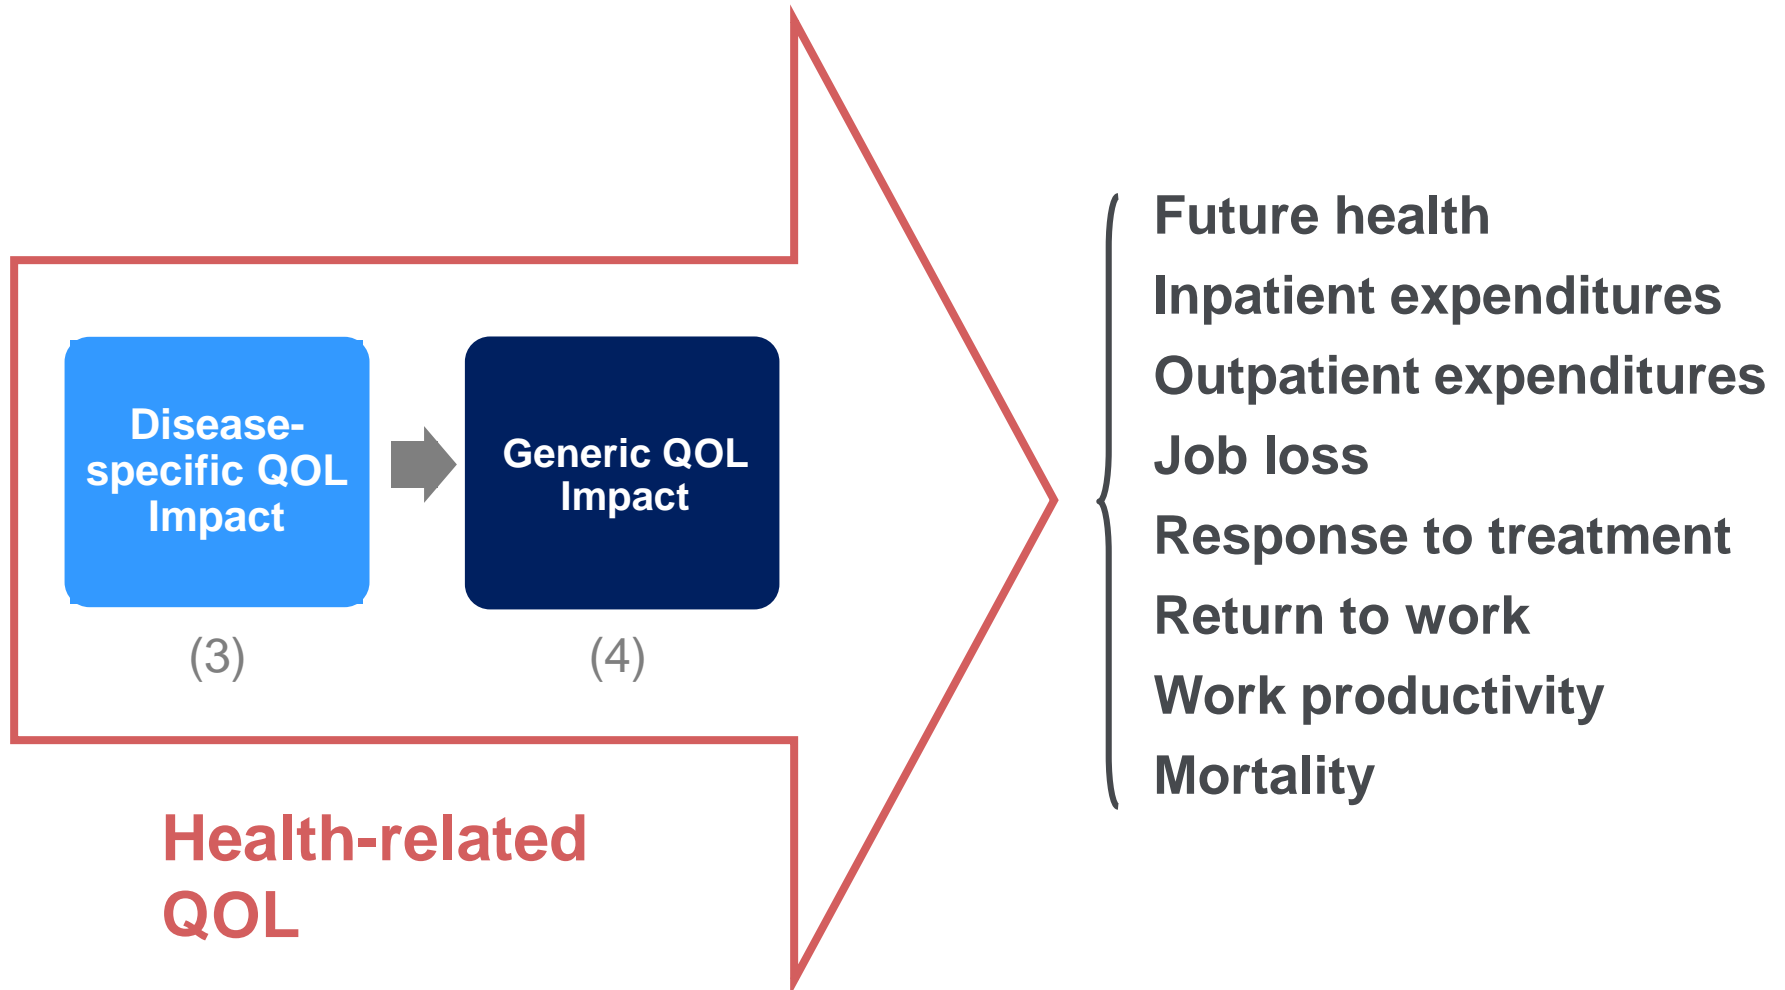 Disease-
specific QOL
Impact
(3)
Generic QOL
Impact
(4)
Health-related
QOL
Future health
Inpatient expenditures
Outpatient expenditures
Job loss
Response to treatment
Return to work
Work productivity
Mortality